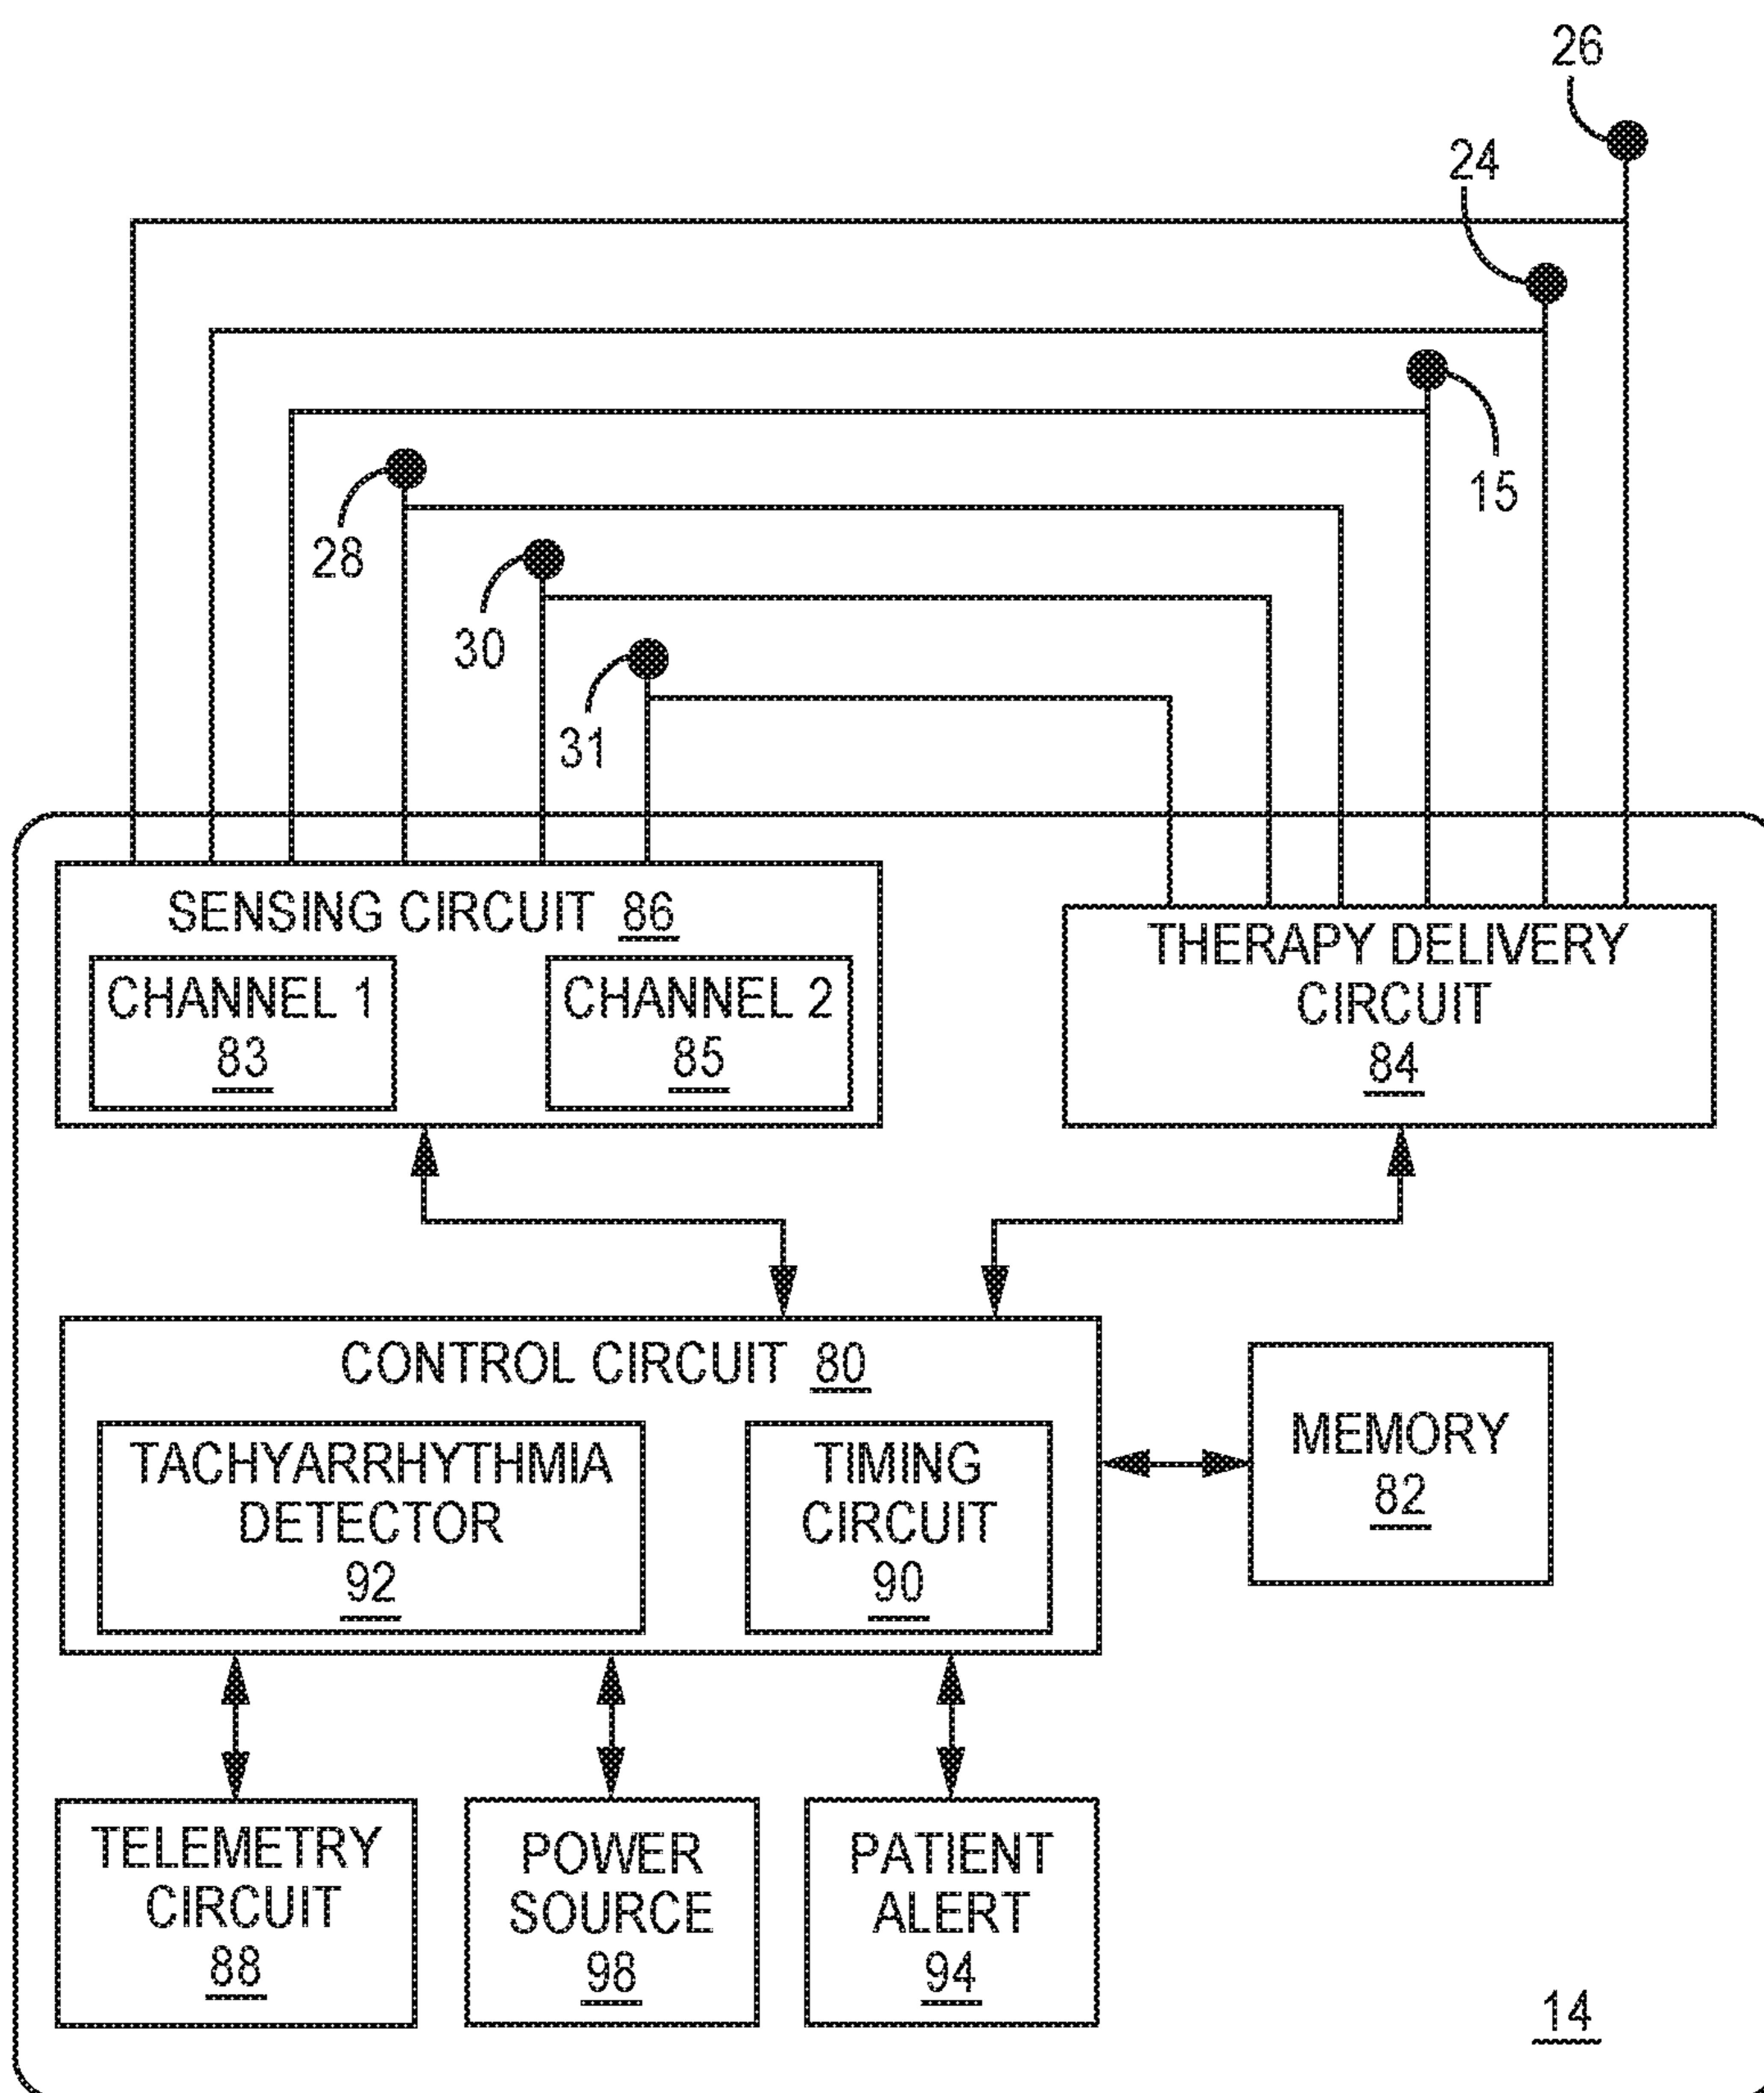 26
24
15
28
30
31
SENSING CIRCUIT 86
CHANNEL 1
83
CHANNEL 2
85
THERAPY DELIVERY
CIRCUIT
84
CONTROL CIRCUIT 80
TACHYARRHYTHMIA
DETECTOR
92
TIMING
CIRCUIT
90
MEMORY
82
TELEMETRY
CIRCUIT
88
POWER
SOURCE
98
PATIENT
ALERT
94
14